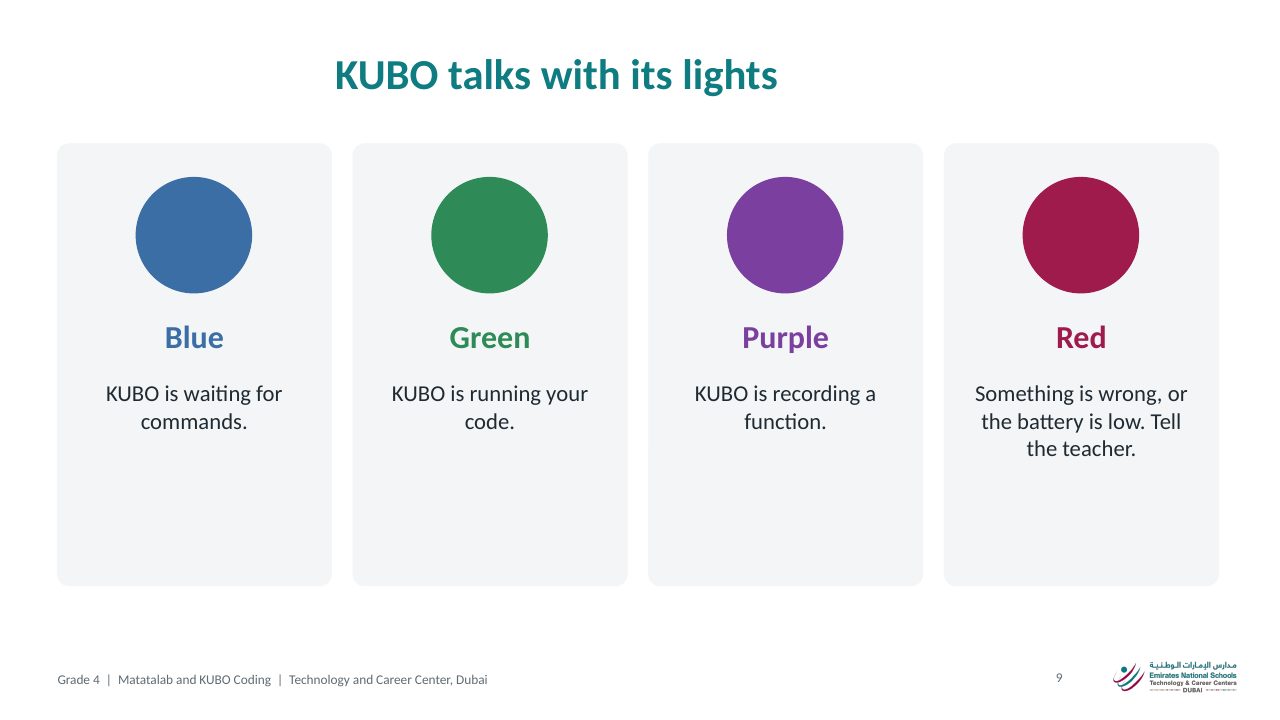 KUBO talks with its lights
Blue
KUBO is waiting for
commands.
Green
KUBO is running your
code.
Purple
KUBO is recording a
function.
Red
Something is wrong, or
the battery is low. Tell
the teacher.
Grade 4 | Matatalab and KUBO Coding | Technology and Career Center, Dubai
9
مدارس الإمارات الوطنية
Emirates National Schools
Technology & Career Centers
DUBAI